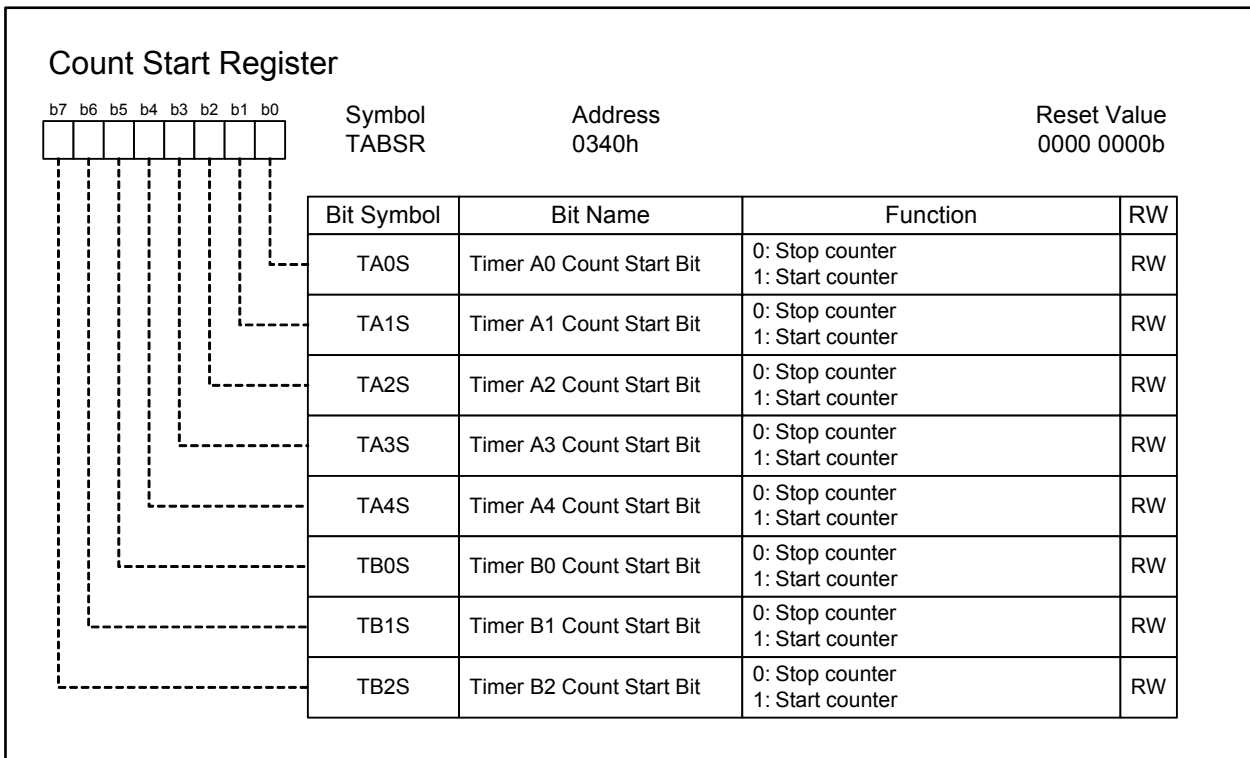 Count Start Register
b7 b6 b5 b4 b3 b2 b1 b0
Symbol Address Reset Value
TABSR 0340h 0000 0000b
Bit Symbol Bit Name Function RW
TA0S Timer A0 Count Start Bit 0: Stop counter
1: Start counter RW
TA1S Timer A1 Count Start Bit 0: Stop counter
1: Start counter RW
TA2S Timer A2 Count Start Bit 0: Stop counter
1: Start counter RW
TA3S Timer A3 Count Start Bit 0: Stop counter
1: Start counter RW
TA4S Timer A4 Count Start Bit 0: Stop counter
1: Start counter RW
TB0S Timer B0 Count Start Bit 0: Stop counter
1: Start counter RW
TB1S Timer B1 Count Start Bit 0: Stop counter
1: Start counter RW
TB2S Timer B2 Count Start Bit 0: Stop counter
1: Start counter RW